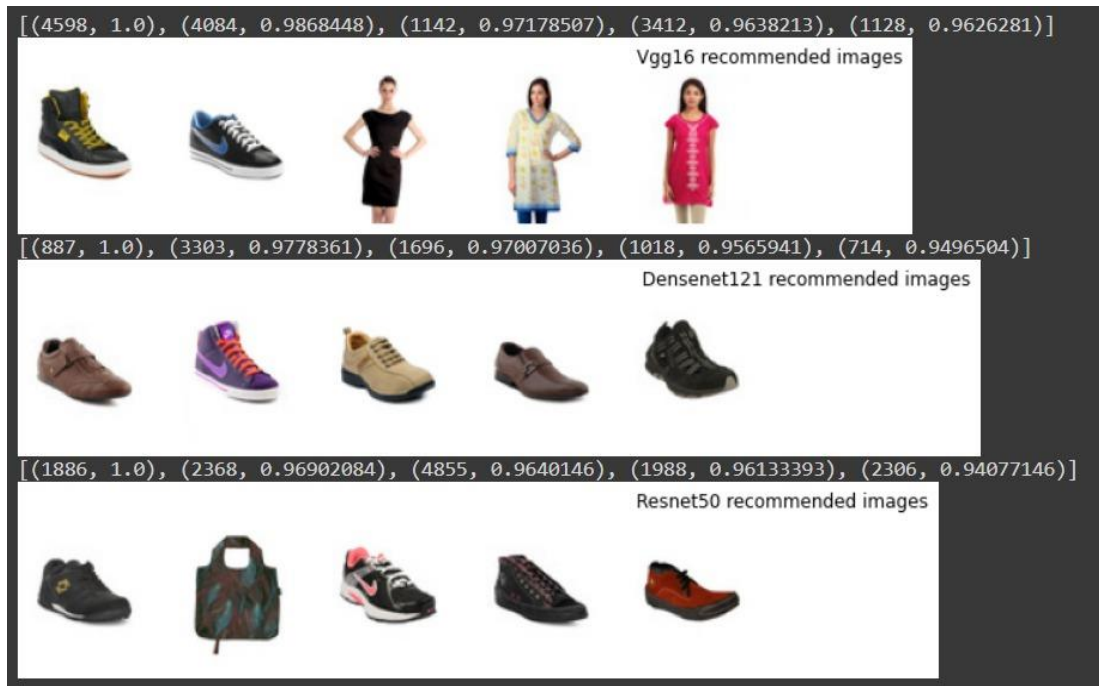 [(4598, 1.0), (4084, 0.9868448), (1142, 0.97178507), (3412, 0.9638213), (1128, 0.9626281)]
Vgg16 recommended images
[(887, 1.0), (3303, 0.9778361), (1696, 0.97007036), (1018, 0.9565941), (714, 0.9496504)]
Densenet121 recommended images
[(1886, 1.0), (2368, 0.96902084), (4855, 0.9640146), (1988, 0.96133393), (2306, 0.94077146)]
Resnet50 recommended images